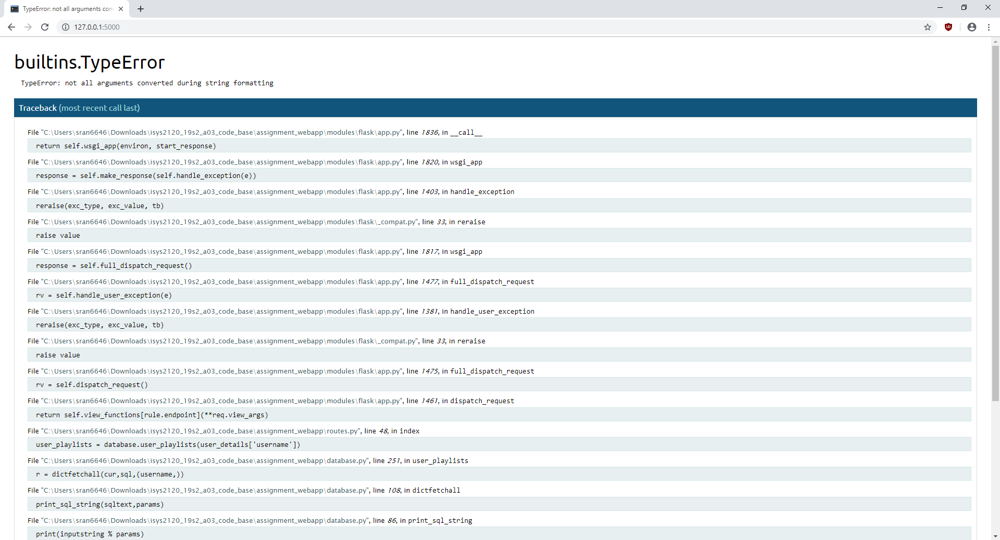 TypeError: not all arguments con
127.0.0.1:5000
builtins.TypeError
TypeError: not all arguments converted during string formatting
Traceback (most recent call last)
File "C:\Users\sran6646\Downloads\isys2120_19s2_a03_code_base\assignment_webapp\modules\flask\app.py", line 1836, in __call__
return self.wsgi_app(environ, start_response)
File "C:\Users\sran6646\Downloads\isys2120_19s2_a03_code_base\assignment_webapp\modules\flask\app.py", line 1820, in wsgi_app
response = self.make_response(self.handle_exception(e))
File "C:\Users\sran6646\Downloads\isys2120_19s2_a03_code_base\assignment_webapp\modules\flask\app.py", line 1403, in handle_exception
reraise(exc_type, exc_value, tb)
File "C:\Users\sran6646\Downloads\isys2120_19s2_a03_code_base\assignment_webapp\modules\flask\_compat.py", line 33, in reraise
raise value
File "C:\Users\sran6646\Downloads\isys2120_19s2_a03_code_base\assignment_webapp\modules\flask\app.py", line 1817, in wsgi_app
response = self.full_dispatch_request()
File "C:\Users\sran6646\Downloads\isys2120_19s2_a03_code_base\assignment_webapp\modules\flask\app.py", line 1477, in full_dispatch_request
rv = self.handle_user_exception(e)
File "C:\Users\sran6646\Downloads\isys2120_19s2_a03_code_base\assignment_webapp\modules\flask\app.py", line 1381, in handle_user_exception
reraise(exc_type, exc_value, tb)
File "C:\Users\sran6646\Downloads\isys2120_19s2_a03_code_base\assignment_webapp\modules\flask\_compat.py", line 33, in reraise
raise value
File "C:\Users\sran6646\Downloads\isys2120_19s2_a03_code_base\assignment_webapp\modules\flask\app.py", line 1475, in full_dispatch_request
rv = self.dispatch_request()
File "C:\Users\sran6646\Downloads\isys2120_19s2_a03_code_base\assignment_webapp\modules\flask\app.py", line 1461, in dispatch_request
return self.view_functions[rule.endpoint](**req.view_args)
File "C:\Users\sran6646\Downloads\isys2120_19s2_a03_code_base\assignment_webapp\routes.py", line 48, in index
user_playlists = database.user_playlists(user_details['username'])
File "C:\Users\sran6646\Downloads\isys2120_19s2_a03_code_base\assignment_webapp\database.py", line 251, in user_playlists
r = dictfetchall(cur,sql,(username,))
File "C:\Users\sran6646\Downloads\isys2120_19s2_a03_code_base\assignment_webapp\database.py", line 108, in dictfetchall
print_sql_string(sqltext,params)
File "C:\Users\sran6646\Downloads\isys2120_19s2_a03_code_base\assignment_webapp\database.py", line 86, in print_sql_string
print(inputstring % params)